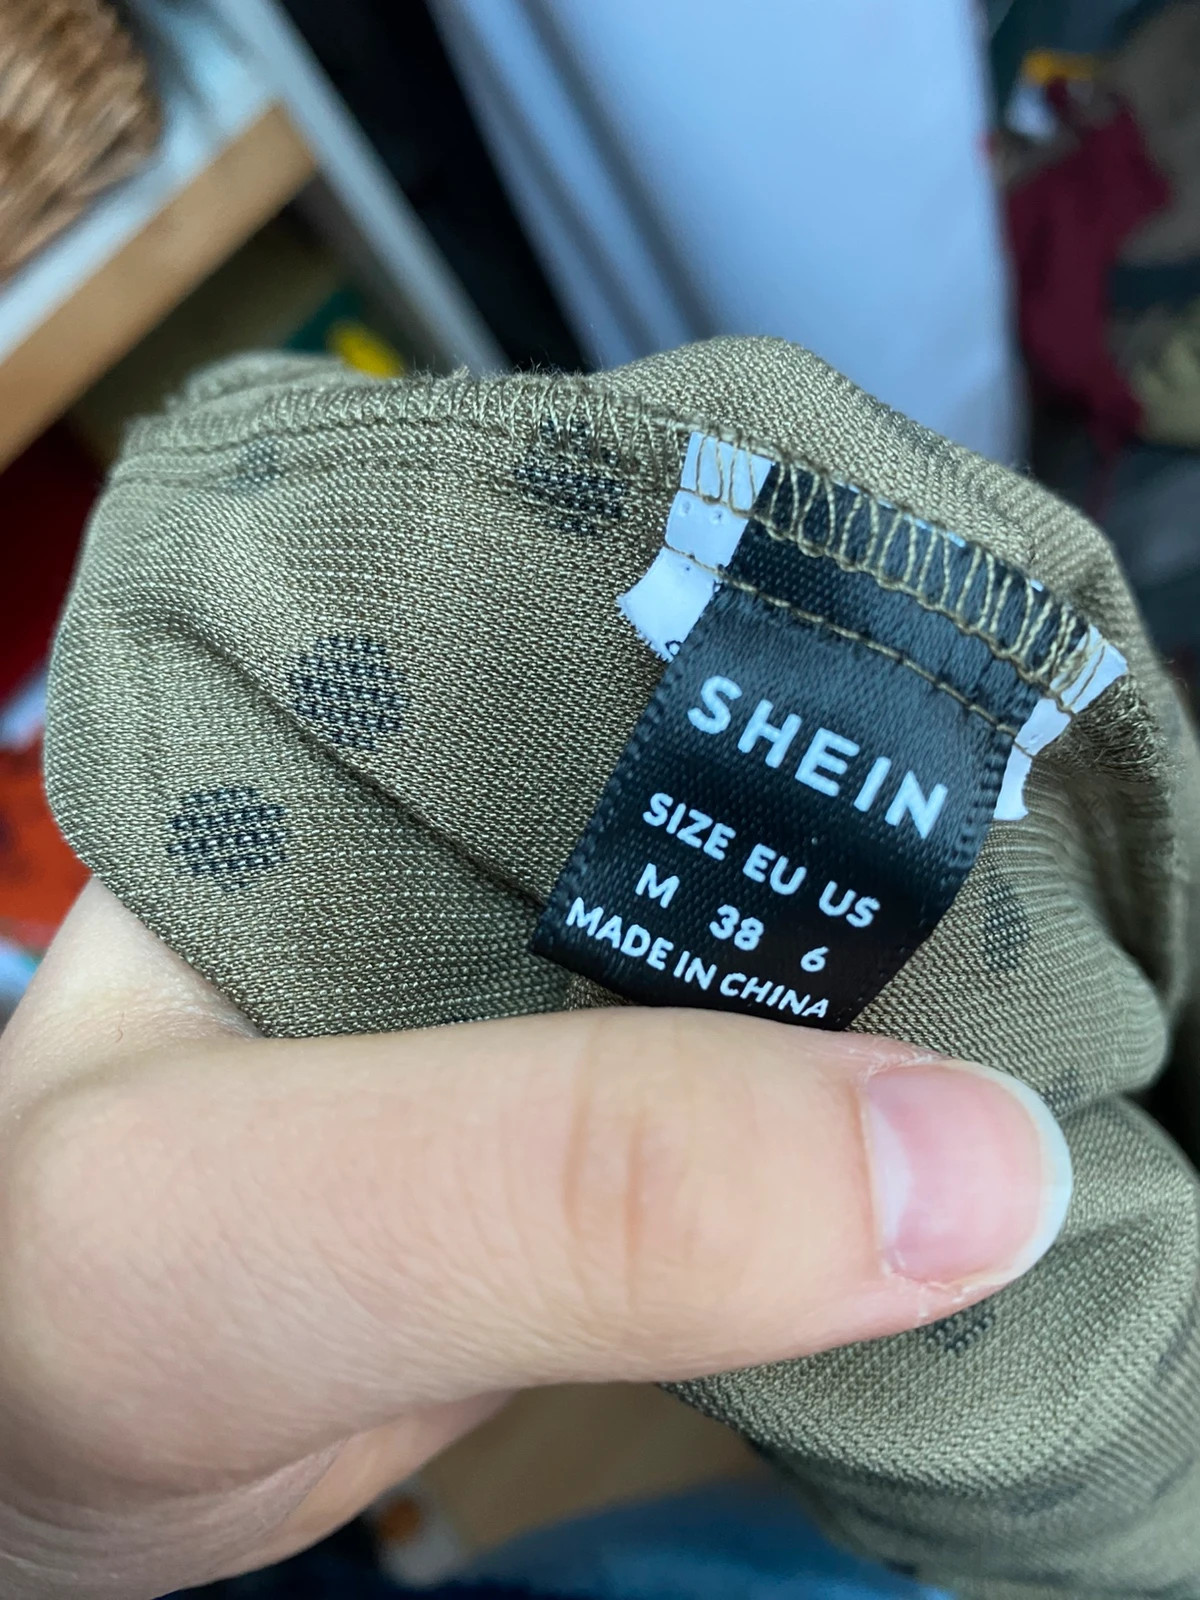 SHEIN
SIZE EU US
M 38 6
MADE IN CHINA